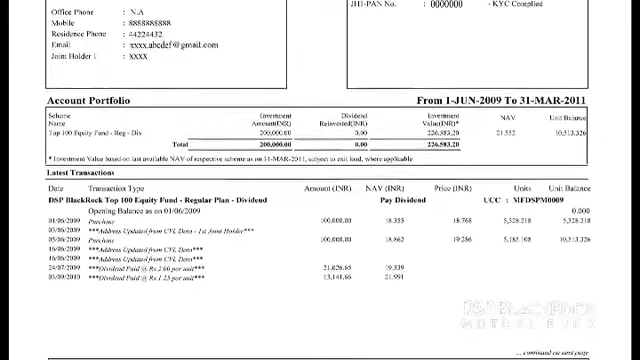 Office Phone : N.A
Mobile : 8888888888
Residence Phone : 44224432
Email : xxxx.abcdef@gmail.com
Joint Holder 1 : xxxx
JH1-PAN No. : 0000000 - KYC Complied
Account Portfolio From 1-JUN-2009 To 31-MAR-2011
Scheme Name Investment Amount(INR) Dividend Reinvested(INR) Investment Value(INR)* NAV Unit Balance
Top 100 Equity Fund - Reg - Div 200,000.00 0.00 226,583.20 21.552 10,513.326
Total 200,000.00 0.00 226,583.20
* Investment Value based on last available NAV of respective scheme as on 31-MAR-2011, subject to exit load, where applicable
Latest Transactions
Date Transaction Type Amount (INR) NAV (INR) Price (INR) Units Unit Balance
DSP BlackRock Top 100 Equity Fund - Regular Plan - Dividend Pay Dividend UCC : MFDSPM0009
Opening Balance as on 01/06/2009 0.000
01/06/2009 Purchase 100,000.00 18.355 18.768 5,328.218 5,328.218
03/06/2009 ***Address Updated from CVL Data - 1st Joint Holder***
05/06/2009 Purchase 100,000.00 18.862 19.286 5,185.108 10,513.326
16/06/2009 ***Address Updated from CVL Data***
16/06/2009 ***Address Updated from CVL Data***
24/07/2009 ***Dividend Paid @ Rs.2.00 per unit*** 21,026.65 19.339
03/09/2010 ***Dividend Paid @ Rs.1.25 per unit*** 13,141.66 21.991
DSP BLACKROCK
MUTUAL FUND
... continued on next page